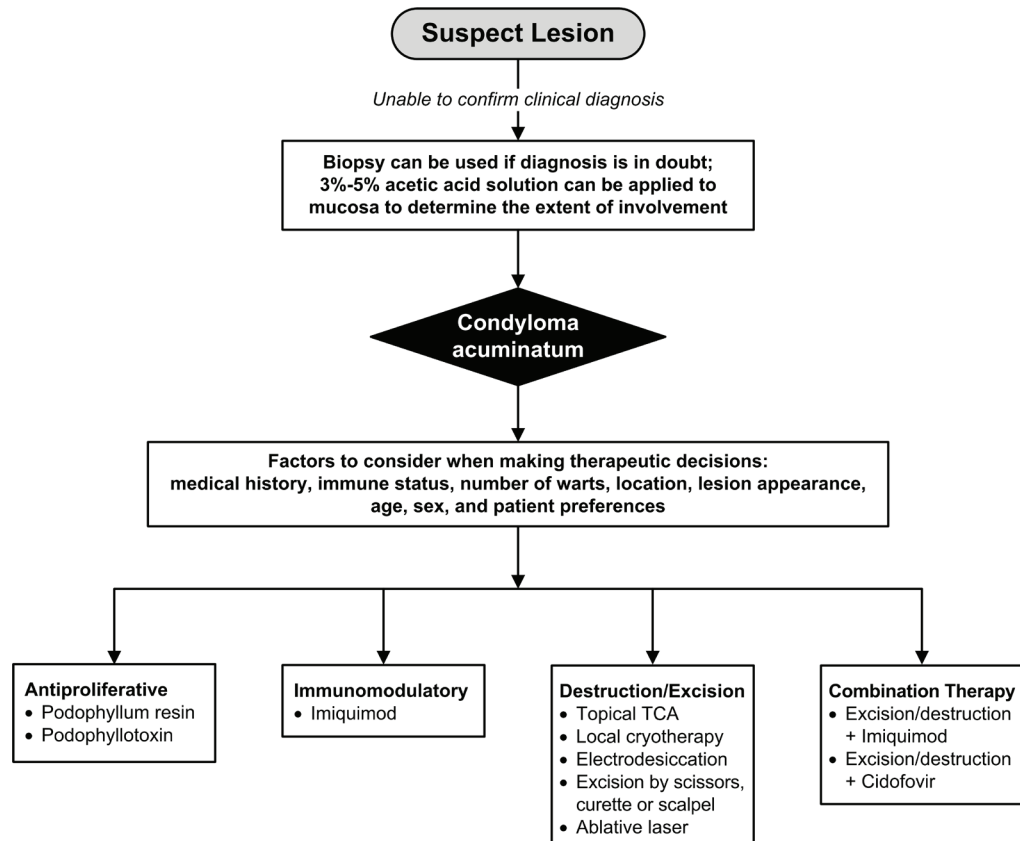 Suspect Lesion
Unable to confirm clinical diagnosis
Biopsy can be used if diagnosis is in doubt;
3%-5% acetic acid solution can be applied to
mucosa to determine the extent of involvement
Condyloma
acuminatum
Factors to consider when making therapeutic decisions:
medical history, immune status, number of warts, location, lesion appearance,
age, sex, and patient preferences
Antiproliferative
• Podophyllum resin
• Podophyllotoxin
Immunomodulatory
• Imiquimod
Destruction/Excision
• Topical TCA
• Local cryotherapy
• Electrodesiccation
• Excision by scissors,
curette or scalpel
• Ablative laser
Combination Therapy
• Excision/destruction
+ Imiquimod
• Excision/destruction
+ Cidofovir